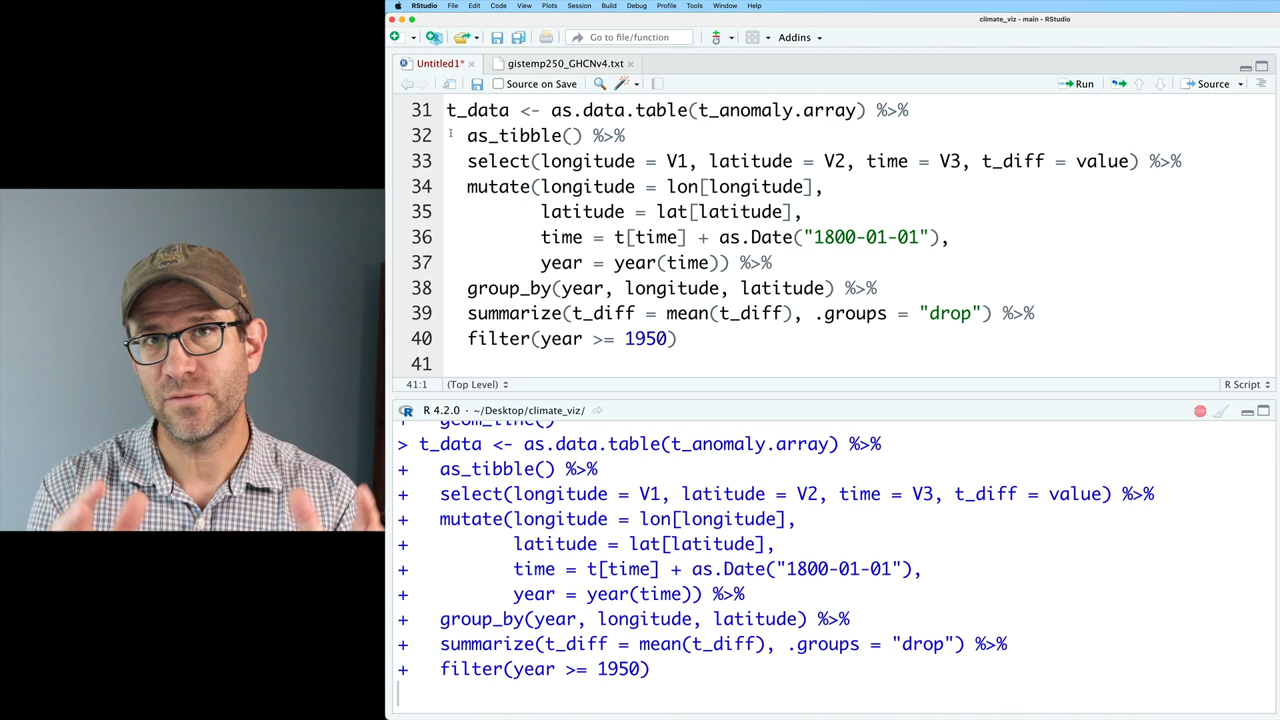 RStudio File Edit Code View Plots Session Build Debug Profile Tools Window Help
climate_viz - main - RStudio
Go to file/function Addins
Untitled1* gistemp250_GHCNv4.txt
Source on Save Run Source
31 t_data <- as.data.table(t_anomaly.array) %>%
32 as_tibble() %>%
33 select(longitude = V1, latitude = V2, time = V3, t_diff = value) %>%
34 mutate(longitude = lon[longitude],
35 latitude = lat[latitude],
36 time = t[time] + as.Date("1800-01-01"),
37 year = year(time)) %>%
38 group_by(year, longitude, latitude) %>%
39 summarize(t_diff = mean(t_diff), .groups = "drop") %>%
40 filter(year >= 1950)
41
41:1 (Top Level) R Script
R 4.2.0 · ~/Desktop/climate_viz/
+ geom_line()
> t_data <- as.data.table(t_anomaly.array) %>%
+ as_tibble() %>%
+ select(longitude = V1, latitude = V2, time = V3, t_diff = value) %>%
+ mutate(longitude = lon[longitude],
+ latitude = lat[latitude],
+ time = t[time] + as.Date("1800-01-01"),
+ year = year(time)) %>%
+ group_by(year, longitude, latitude) %>%
+ summarize(t_diff = mean(t_diff), .groups = "drop") %>%
+ filter(year >= 1950)